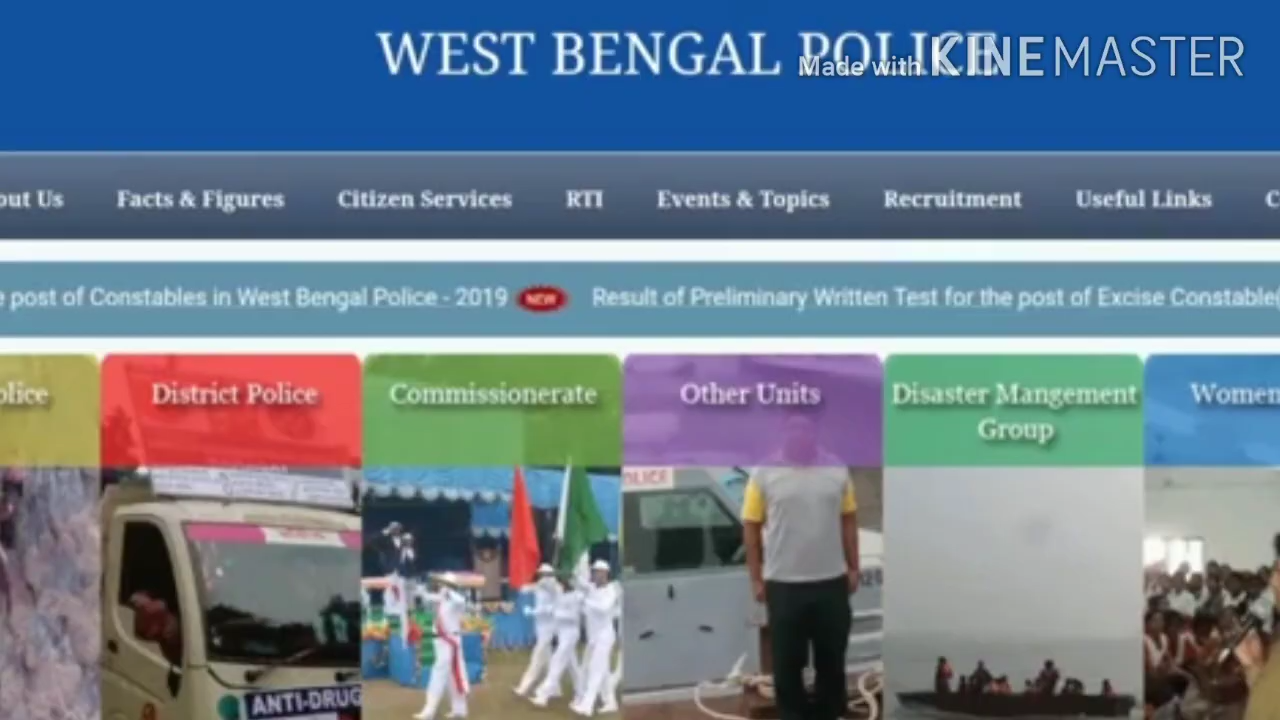 WEST BENGAL POLICE
Made with KINEMASTER
out Us Facts & Figures Citizen Services RTI Events & Topics Recruitment Useful Links C
e post of Constables in West Bengal Police - 2019 NEW Result of Preliminary Written Test for the post of Excise Constable(
olice District Police Commissionerate Other Units Disaster Mangement Women
Group
OLICE
ANTI-DRUG